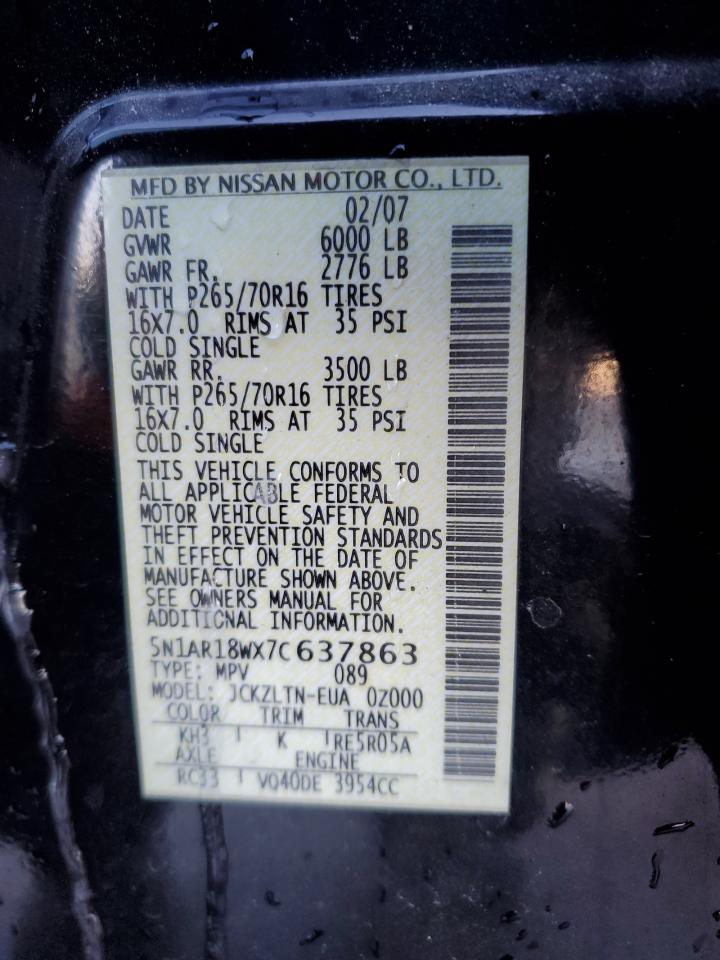 MFD BY NISSAN MOTOR CO., LTD.
DATE 02/07
GVWR 6000 LB
GAWR FR. 2776 LB
WITH P265/70R16 TIRES
16X7.0 RIMS AT 35 PSI
COLD SINGLE
GAWR RR. 3500 LB
WITH P265/70R16 TIRES
16X7.0 RIMS AT 35 PSI
COLD SINGLE
THIS VEHICLE CONFORMS TO
ALL APPLICABLE FEDERAL
MOTOR VEHICLE SAFETY AND
THEFT PREVENTION STANDARDS
IN EFFECT ON THE DATE OF
MANUFACTURE SHOWN ABOVE.
SEE OWNERS MANUAL FOR
ADDITIONAL INFORMATION.
5N1AR18WX7C637863
TYPE: MPV 089
MODEL: JCKZLTN-EUA 0Z000
COLOR TRIM TRANS
KH3 K RE5R05A
AXLE ENGINE
RC33 VQ40DE 3954CC